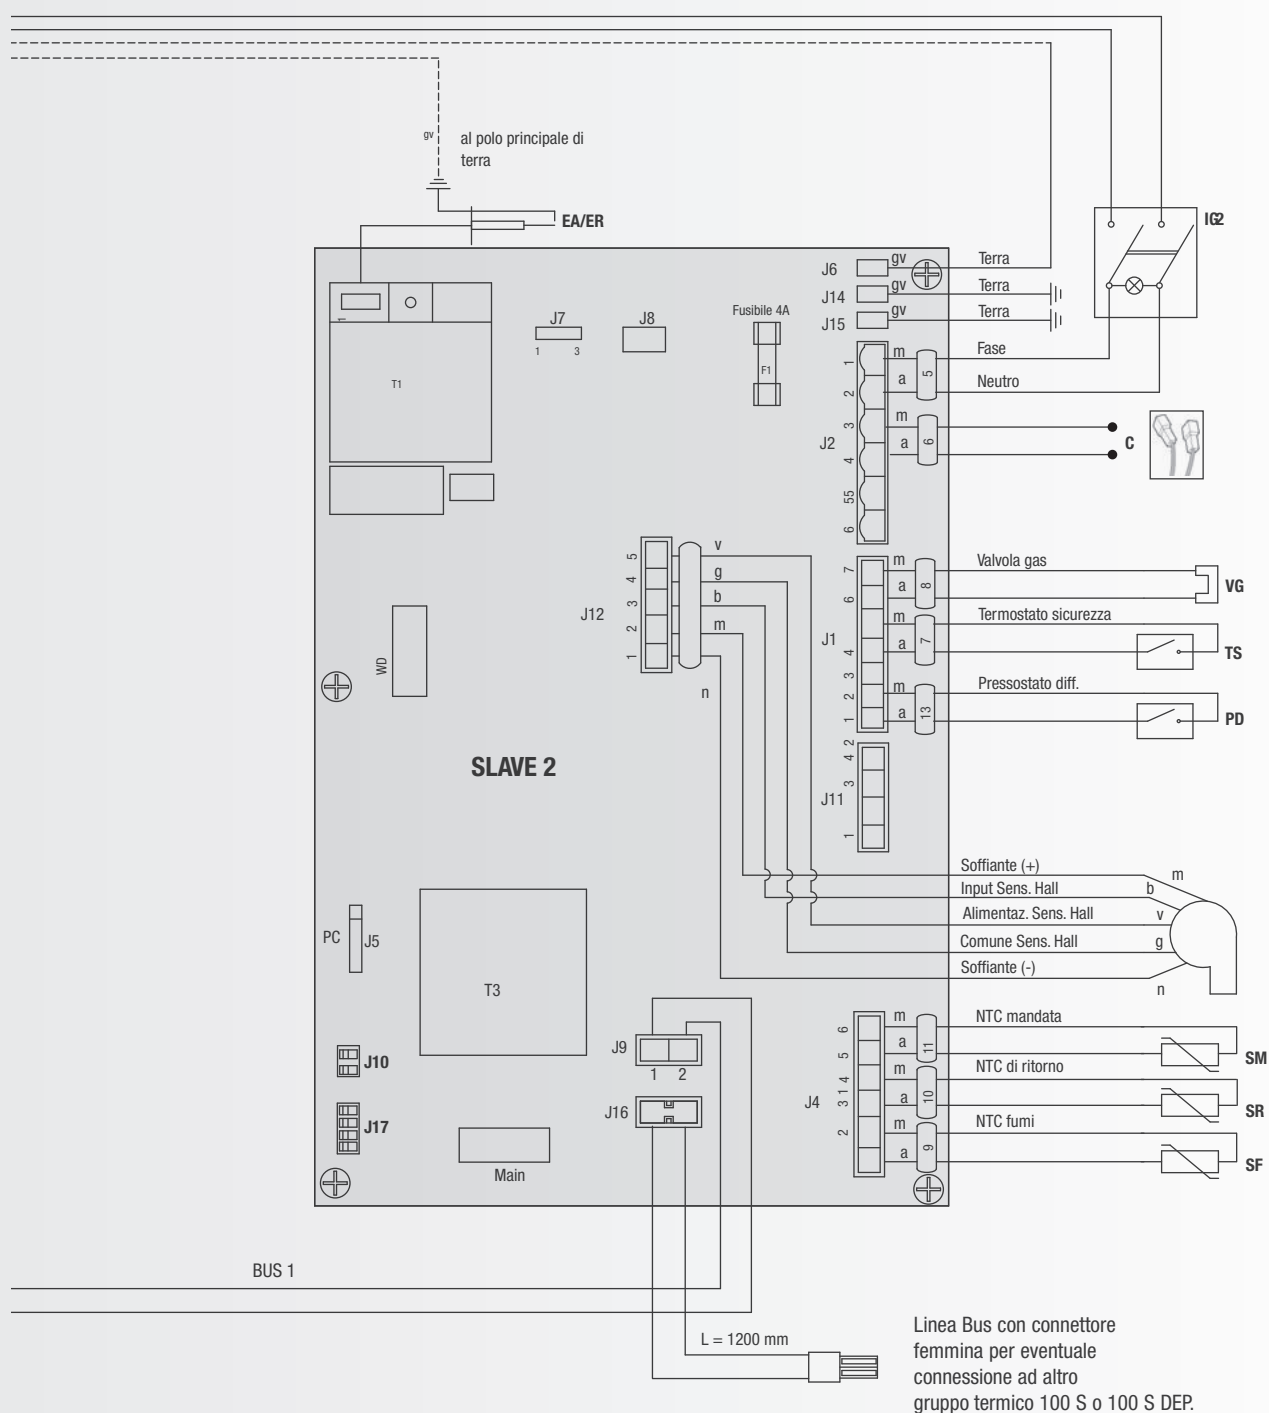 gv
al polo principale di
terra
EA/ER
IG2
J6
gv
Terra
J14
gv
Terra
J15
gv
Terra
1
T1
J7
1 3
J8
Fusibile 4A
F1
J2
1
2
3
4
55
6
m
a
5
Fase
Neutro
m
a
6
C
J12
5
4
3
2
1
v
g
b
m
n
J1
7
6
4
3
2
1
m
a
8
Valvola gas
VG
m
a
7
Termostato sicurezza
TS
m
a
13
Pressostato diff.
PD
WD
SLAVE 2
J11
2
4
3
1
Soffiante (+)
m
Input Sens. Hall
b
Alimentaz. Sens. Hall
v
Comune Sens. Hall
g
Soffiante (-)
n
PC
J5
T3
J10
J17
Main
J9
1 2
J16
J4
6
5
4
1
3
2
m
a
11
NTC mandata
SM
m
a
10
NTC di ritorno
SR
m
a
9
NTC fumi
SF
BUS 1
L = 1200 mm
Linea Bus con connettore
femmina per eventuale
connessione ad altro
gruppo termico 100 S o 100 S DEP.